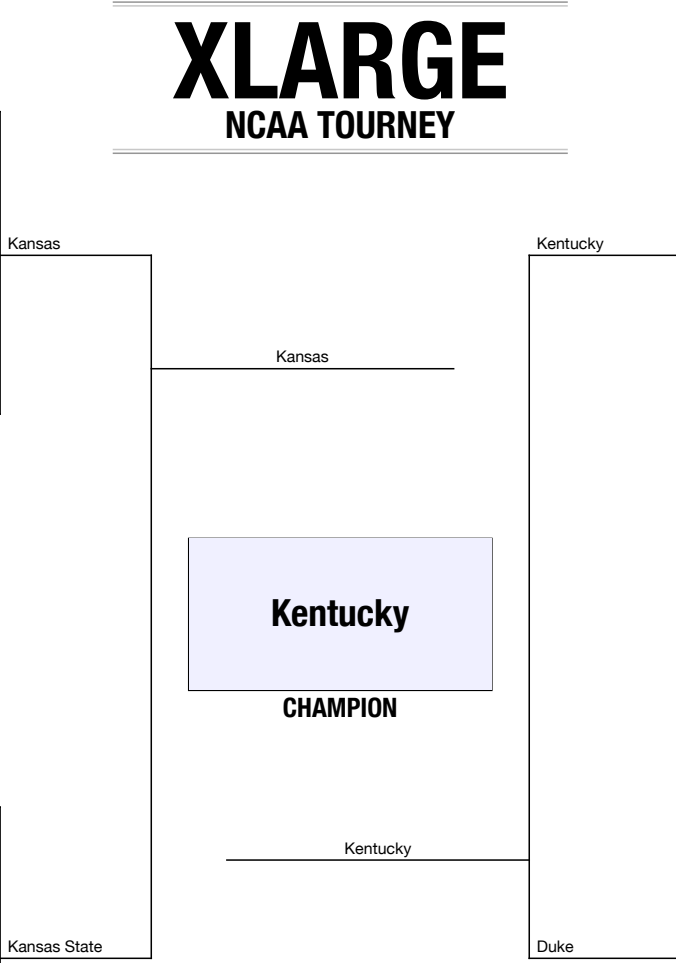 XLARGE
NCAA TOURNEY
Kansas
Kentucky
Kansas
Kentucky
CHAMPION
Kentucky
Kansas State
Duke